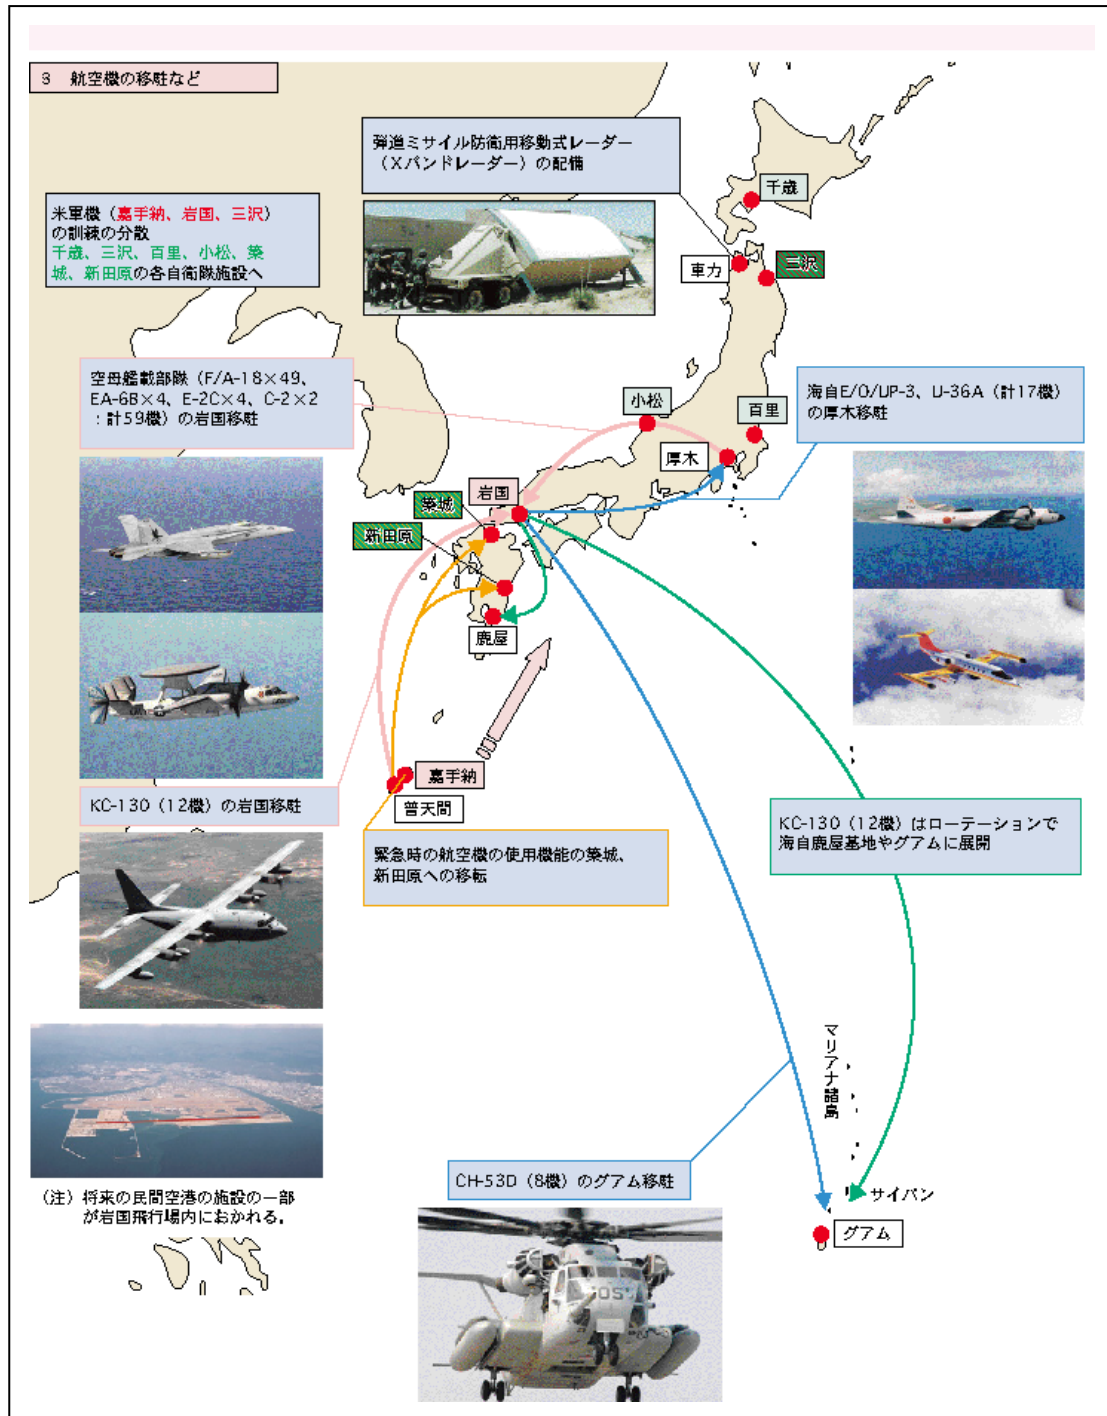 3 航空機の移駐など
弾道ミサイル防衛用移動式レーダー
（Xバンドレーダー）の配備
千歳
米軍機（嘉手納、岩国、三沢）
の訓練の分散
千歳、三沢、百里、小松、築
城、新田原の各自衛隊施設へ
車力
三沢
空母艦載部隊（F/A-18×49、
EA-6B×4、E-2C×4、C-2×2
：計59機）の岩国移駐
海自E/O/UP-3、U-36A（計17機）
の厚木移駐
小松
百里
厚木
岩国
築城
新田原
鹿屋
嘉手納
普天間
KC-130（12機）の岩国移駐
緊急時の航空機の使用機能の築城、
新田原への移転
KC-130（12機）はローテーションで
海自鹿屋基地やグアムに展開
マリアナ諸島
CH-53D（8機）のグアム移駐
サイパン
グアム
（注）将来の民間空港の施設の一部
が岩国飛行場内におかれる。